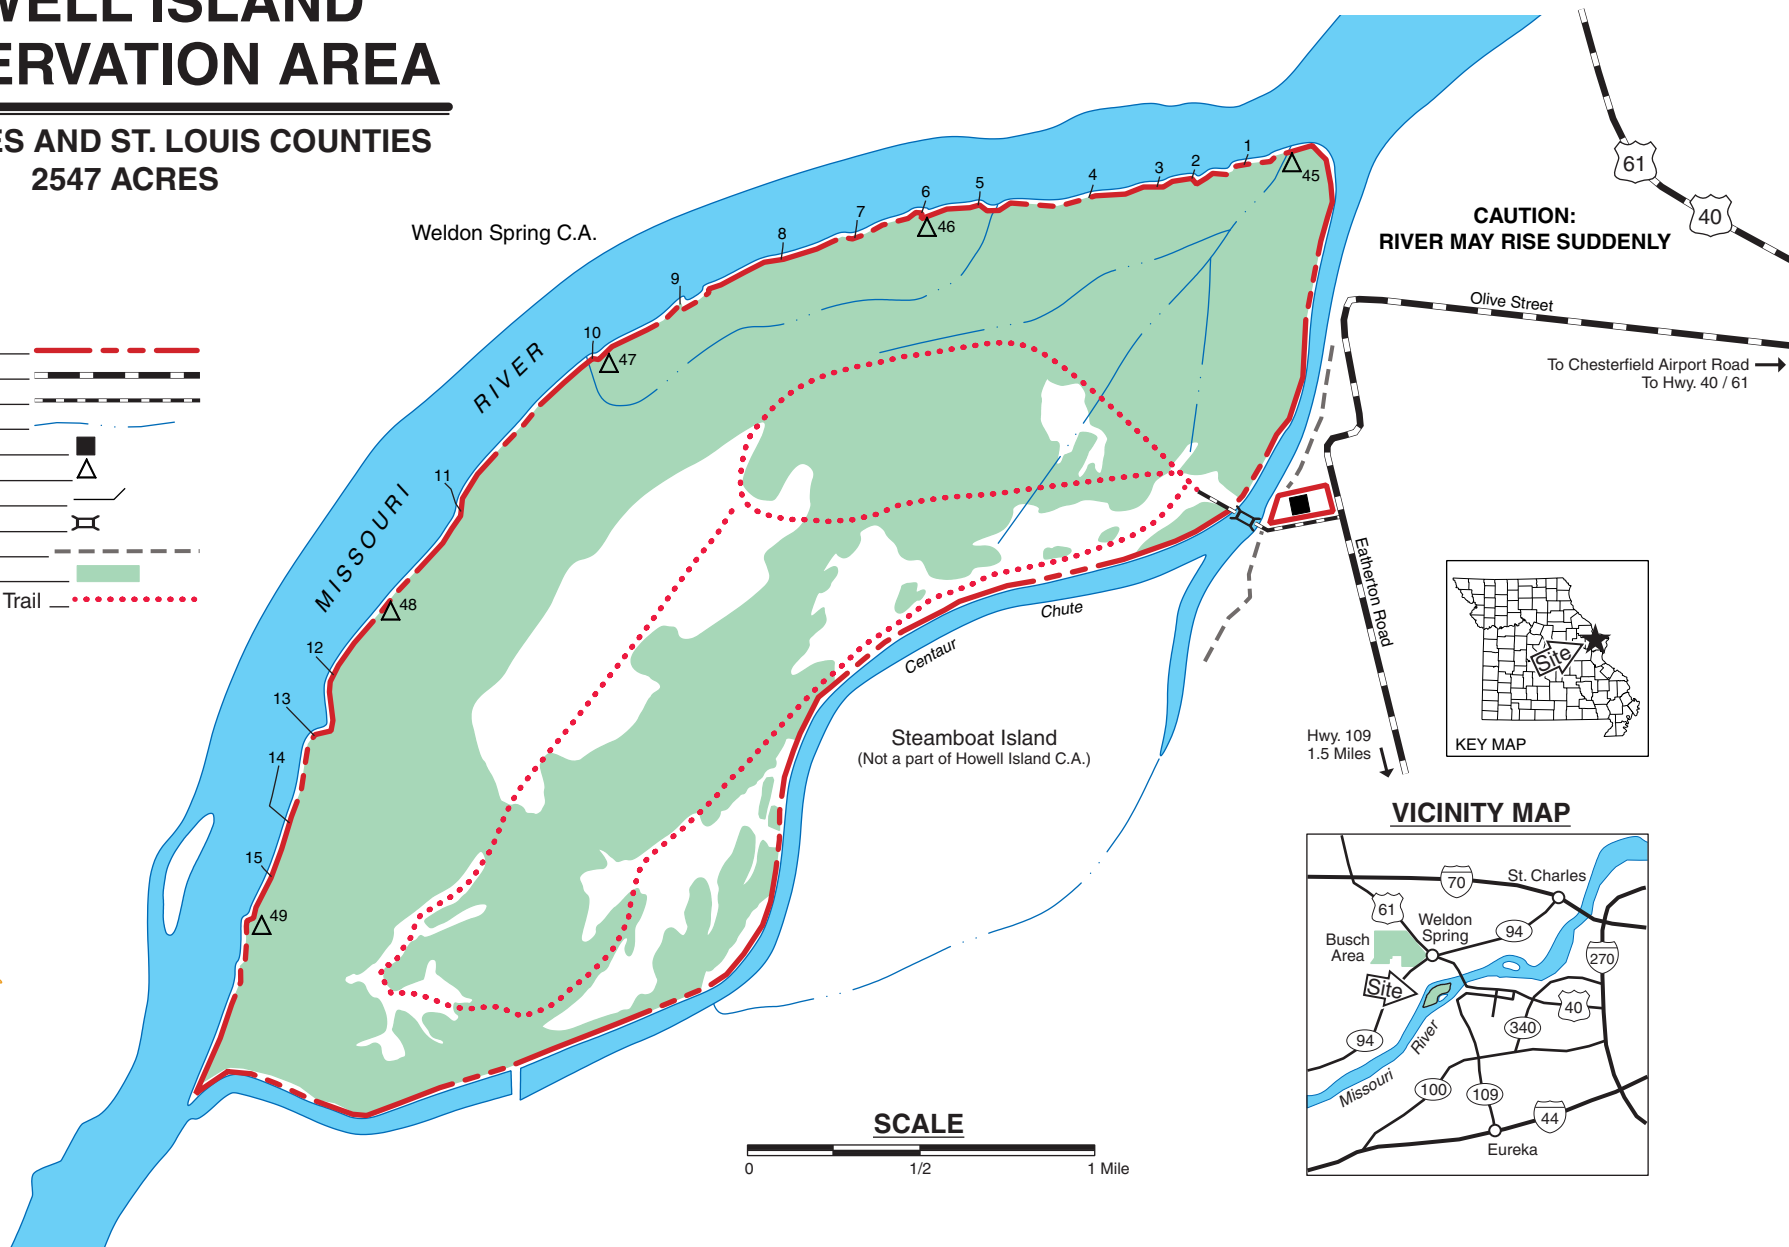 WELL ISLAND
ERVATION AREA
ES AND ST. LOUIS COUNTIES
2547 ACRES
Weldon Spring C.A.
MISSOURI RIVER
1
2
3
4
5
6
7
8
9
10
11
12
13
14
15
45
46
47
48
49
61
40
CAUTION:
RIVER MAY RISE SUDDENLY
Olive Street
To Chesterfield Airport Road
To Hwy. 40 / 61
Trail
Eatherton Road
Centaur Chute
Steamboat Island
(Not a part of Howell Island C.A.)
Hwy. 109
1.5 Miles
Site
KEY MAP
VICINITY MAP
70
St. Charles
61
Weldon
Spring
94
Busch
Area
270
Site
40
94
340
River
Missouri
100
109
44
Eureka
SCALE
0
1/2
1 Mile